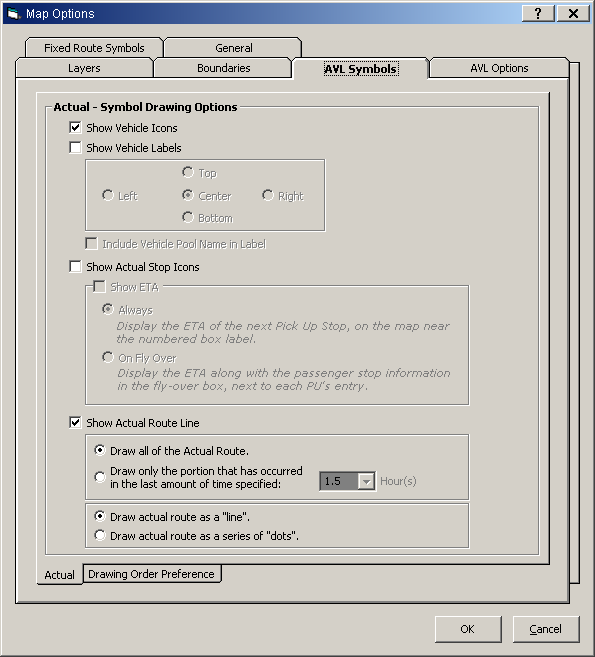 Map Options
Fixed Route Symbols
General
Layers
Boundaries
AVL Symbols
AVL Options
Actual - Symbol Drawing Options
Show Vehicle Icons
Show Vehicle Labels
Top
Left
Center
Right
Bottom
Include Vehicle Pool Name in Label
Show Actual Stop Icons
Show ETA
Always
Display the ETA of the next Pick Up Stop, on the map near
the numbered box label.
On Fly Over
Display the ETA along with the passenger stop information
in the fly-over box, next to each PU's entry.
Show Actual Route Line
Draw all of the Actual Route.
Draw only the portion that has occurred
in the last amount of time specified:
1.5
Hour(s)
Draw actual route as a "line".
Draw actual route as a series of "dots".
Actual
Drawing Order Preference
OK
Cancel